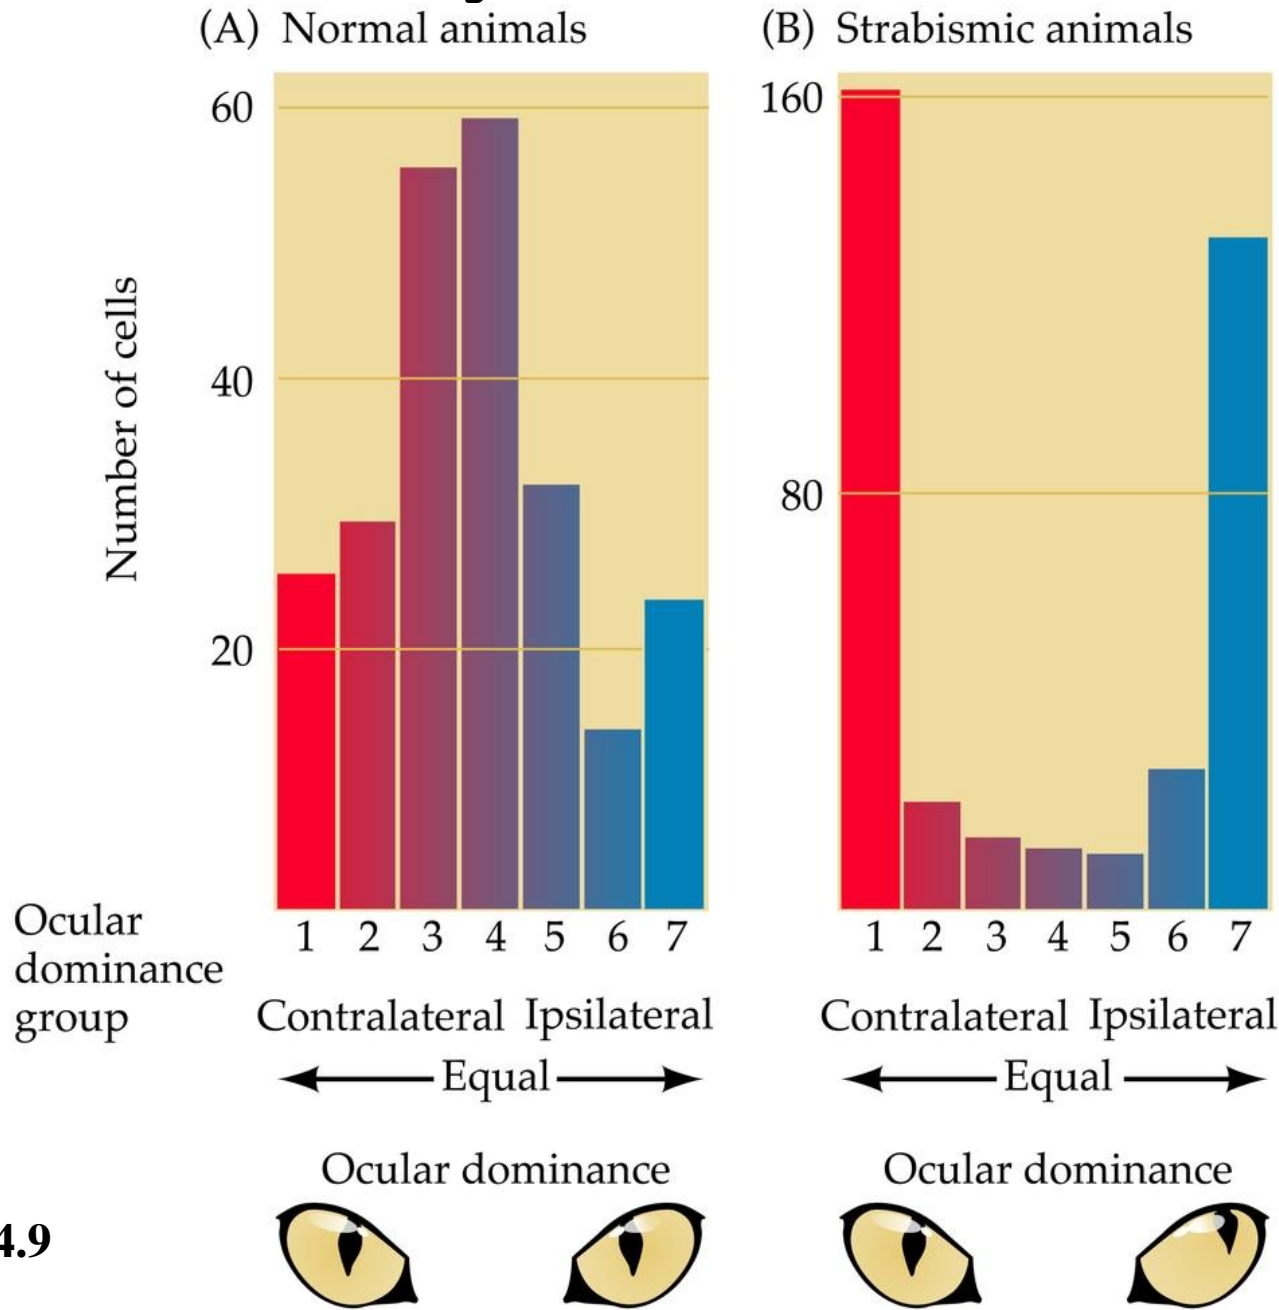 (A) Normal animals
(B) Strabismic animals
Number of cells
60
40
20
160
80
Ocular
dominance
group
1 2 3 4 5 6 7
Contralateral Ipsilateral
Equal
Ocular dominance
1 2 3 4 5 6 7
Contralateral Ipsilateral
Equal
Ocular dominance
4.9